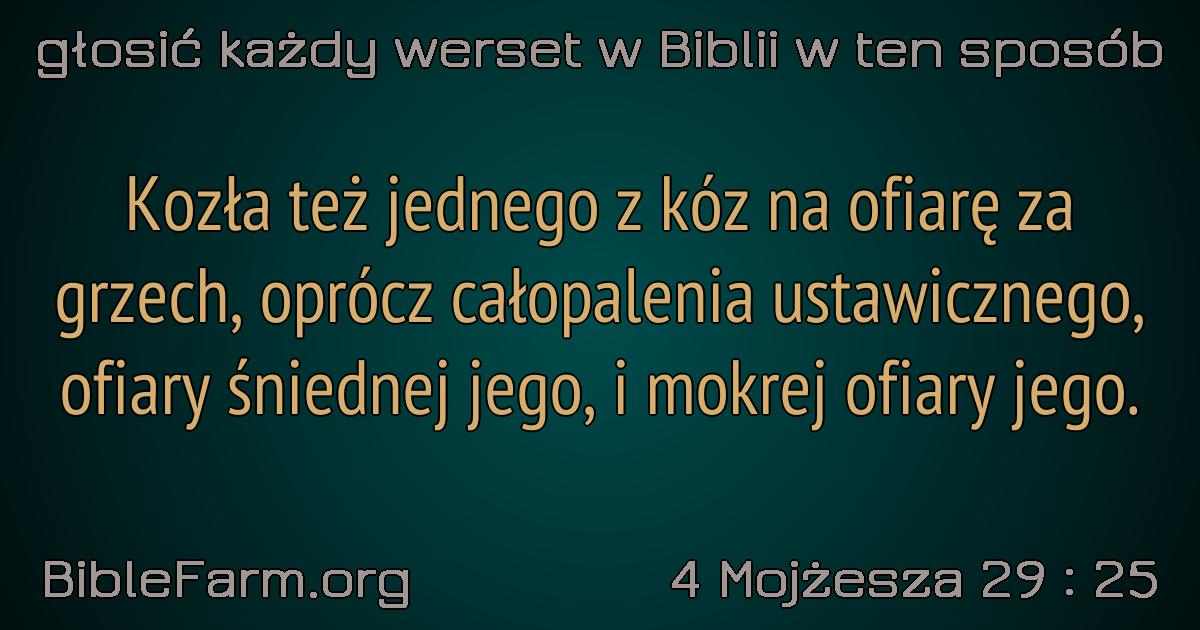 głosić każdy werset w Biblii w ten sposób
Kozła też jednego z kóz na ofiarę za
grzech, oprócz całopalenia ustawicznego,
ofiary śniednej jego, i mokrej ofiary jego.
BibleFarm.org
4 Mojżesza 29 : 25